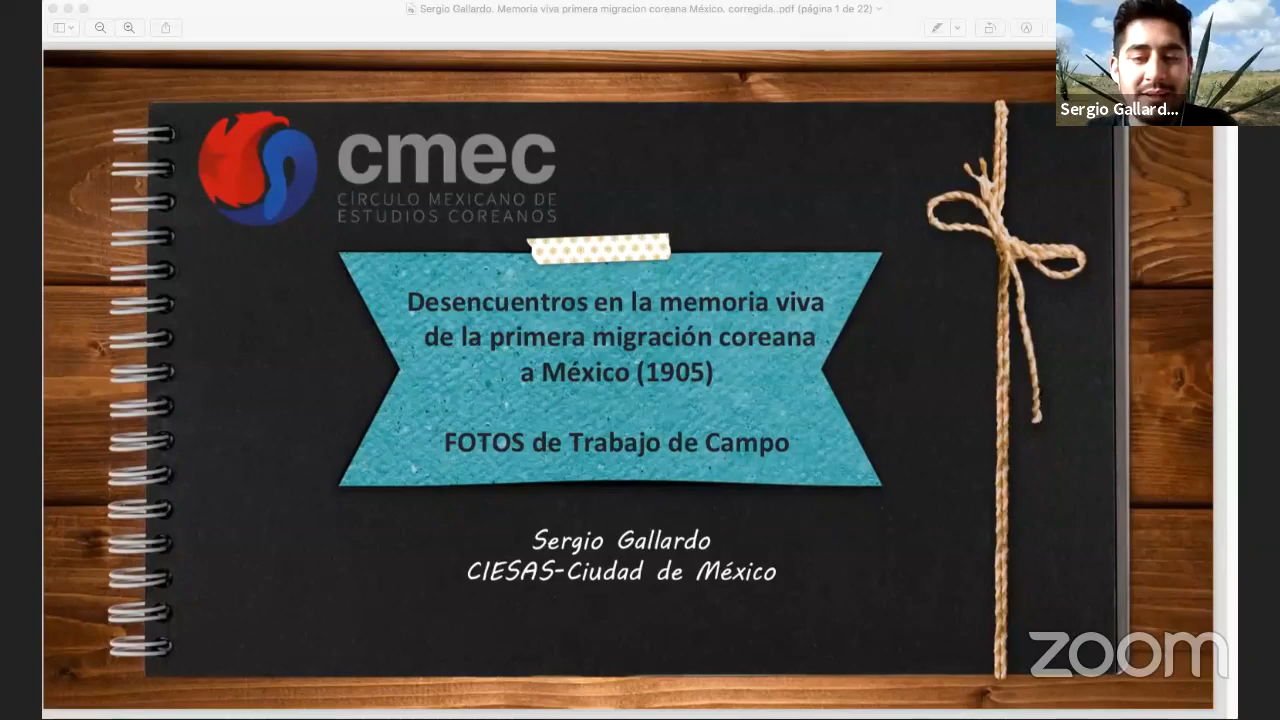 Sergio Gallardo. Memoria viva primera migracion coreana México. corregida..pdf (página 1 de 22)
Sergio Gallard...
cmec
CÍRCULO MEXICANO DE
ESTUDIOS COREANOS
Desencuentros en la memoria viva
de la primera migración coreana
a México (1905)
FOTOS de Trabajo de Campo
Sergio Gallardo
CIESAS-Ciudad de México
zoom